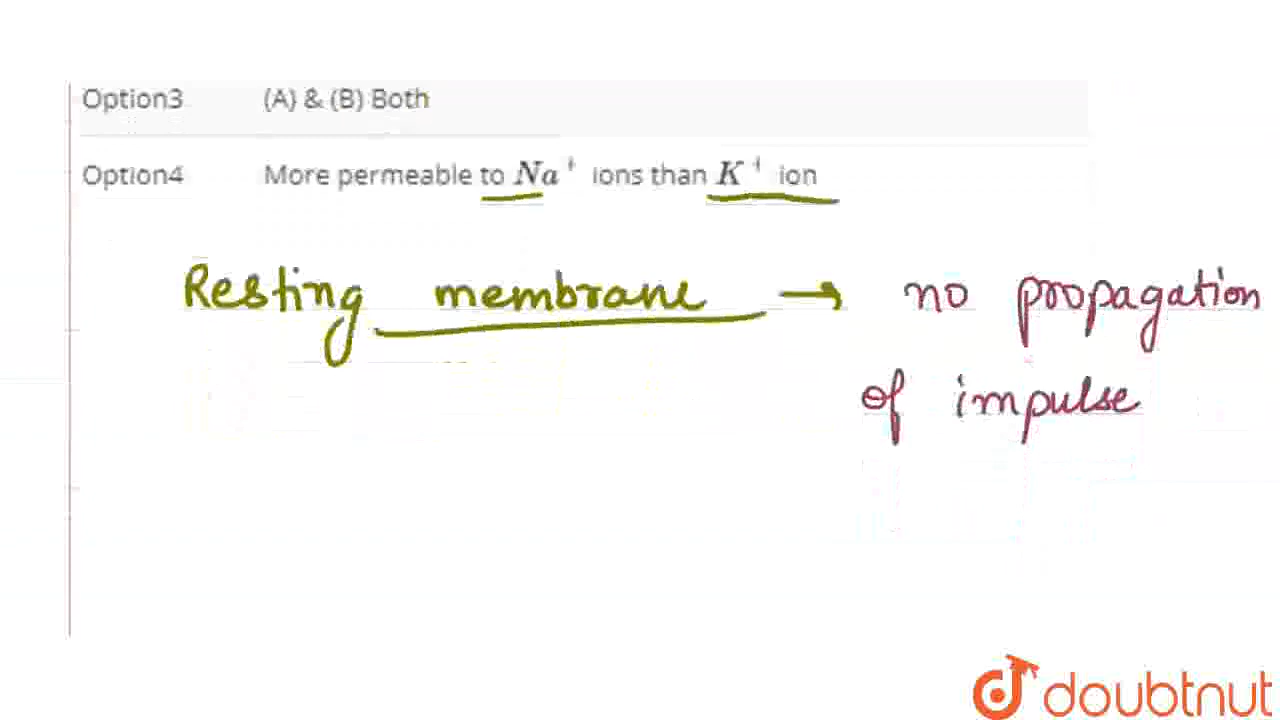 Option3 (A) & (B) Both
Option4 More permeable to Na⁺ ions than K⁺ ion
Resting membrane → no propagation
of impulse
doubtnut